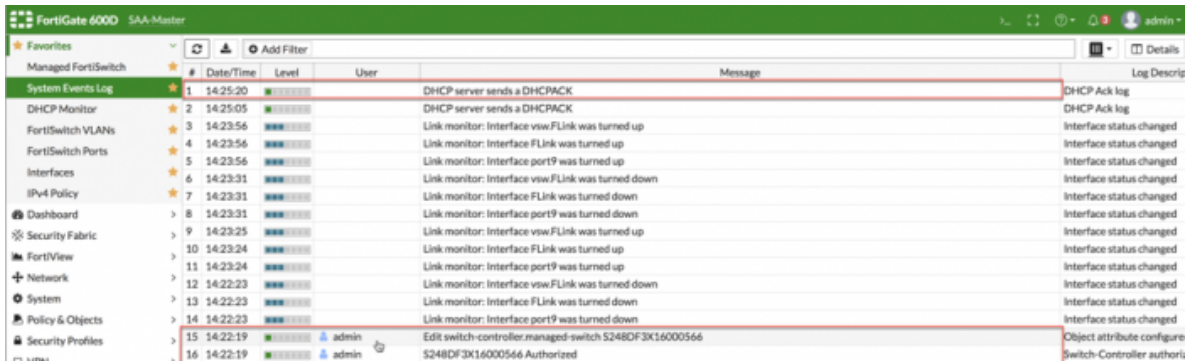 FortiGate 600D SAA-Master
admin
Favorites
Managed FortiSwitch
System Events Log
DHCP Monitor
FortiSwitch VLANs
FortiSwitch Ports
Interfaces
IPv4 Policy
Dashboard
Security Fabric
FortiView
Network
System
Policy & Objects
Security Profiles
VPN
Add Filter
Details
# Date/Time Level User Message Log Descrip
1 14:25:20 DHCP server sends a DHCPACK DHCP Ack log
2 14:25:05 DHCP server sends a DHCPACK DHCP Ack log
3 14:23:56 Link monitor: Interface vsw.FLink was turned up Interface status changed
4 14:23:56 Link monitor: Interface FLink was turned up Interface status changed
5 14:23:56 Link monitor: Interface port9 was turned up Interface status changed
6 14:23:31 Link monitor: Interface vsw.FLink was turned down Interface status changed
7 14:23:31 Link monitor: Interface FLink was turned down Interface status changed
8 14:23:31 Link monitor: Interface port9 was turned down Interface status changed
9 14:23:25 Link monitor: Interface vsw.FLink was turned up Interface status changed
10 14:23:24 Link monitor: Interface FLink was turned up Interface status changed
11 14:23:24 Link monitor: Interface port9 was turned up Interface status changed
12 14:22:23 Link monitor: Interface vsw.FLink was turned down Interface status changed
13 14:22:23 Link monitor: Interface FLink was turned down Interface status changed
14 14:22:23 Link monitor: Interface port9 was turned down Interface status changed
15 14:22:19 admin Edit switch-controller.managed-switch S248DF3X16000566 Object attribute configure
16 14:22:19 admin S248DF3X16000566 Authorized Switch-Controller authori